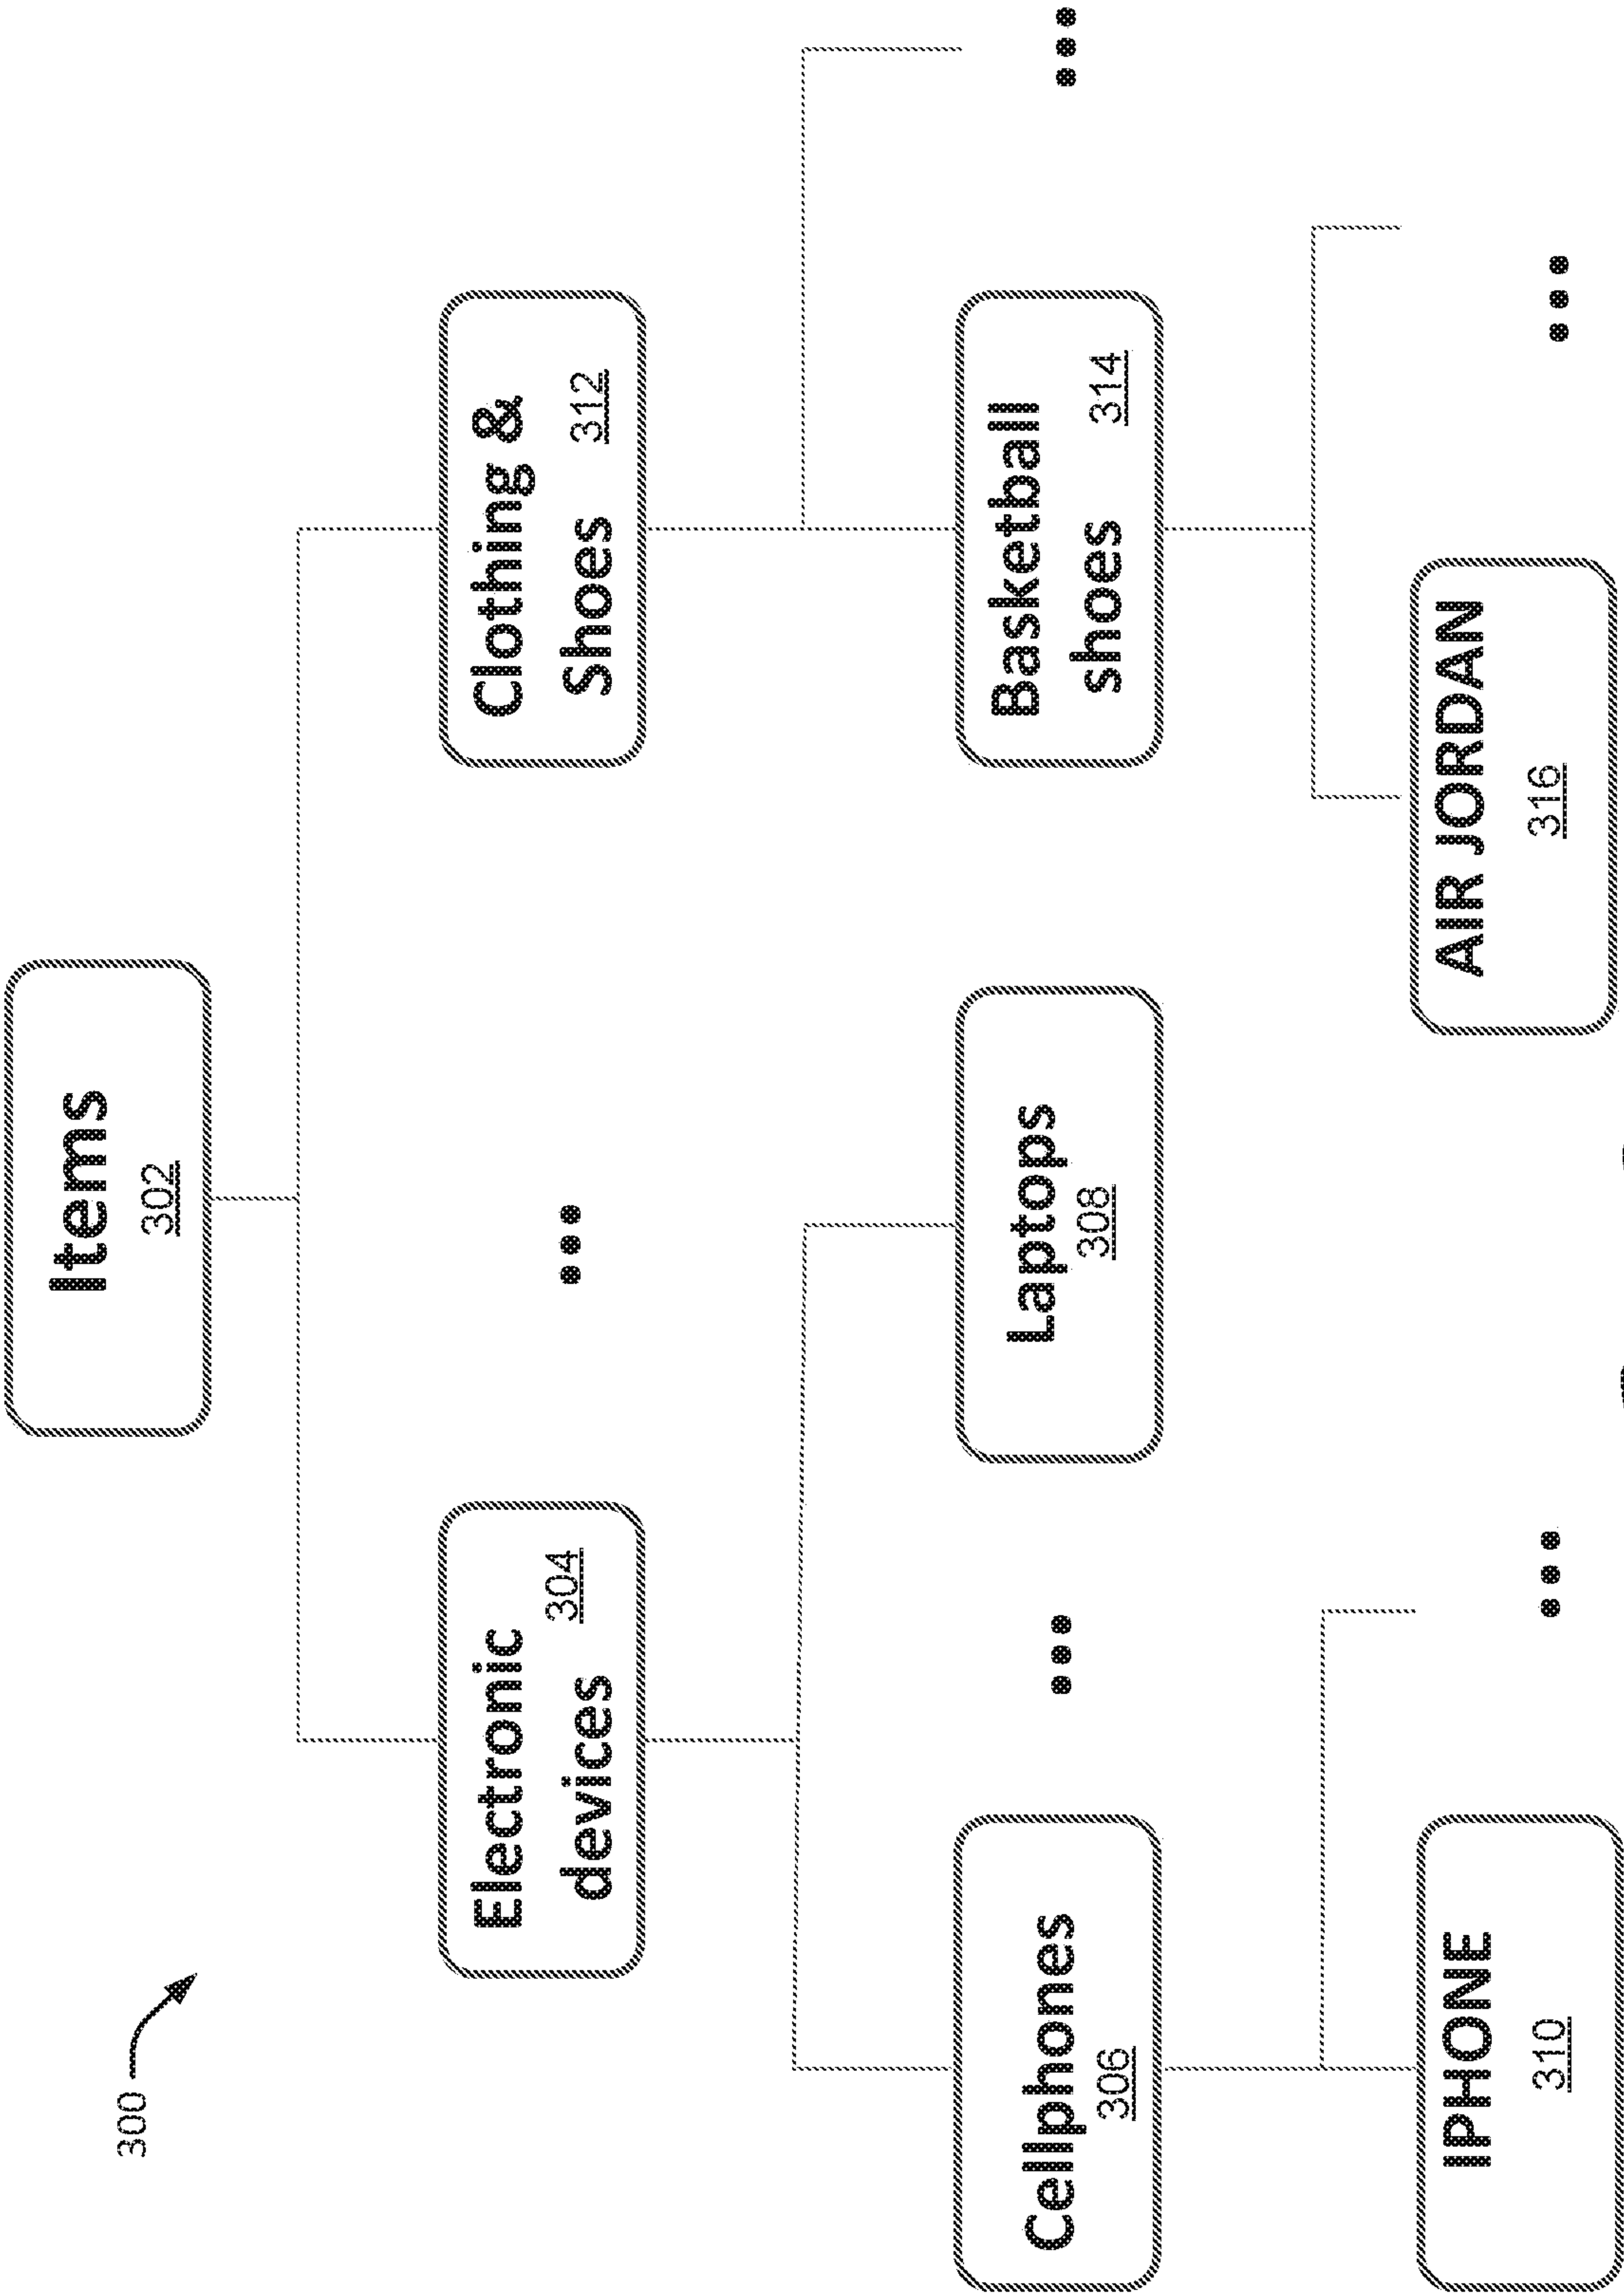 300
Items
302
Electronic
devices
304
•••
Clothing &
Shoes
312
Cellphones
306
•••
Laptops
308
Basketball
shoes
314
•••
IPHONE
310
•••
AIR JORDAN
316
•••